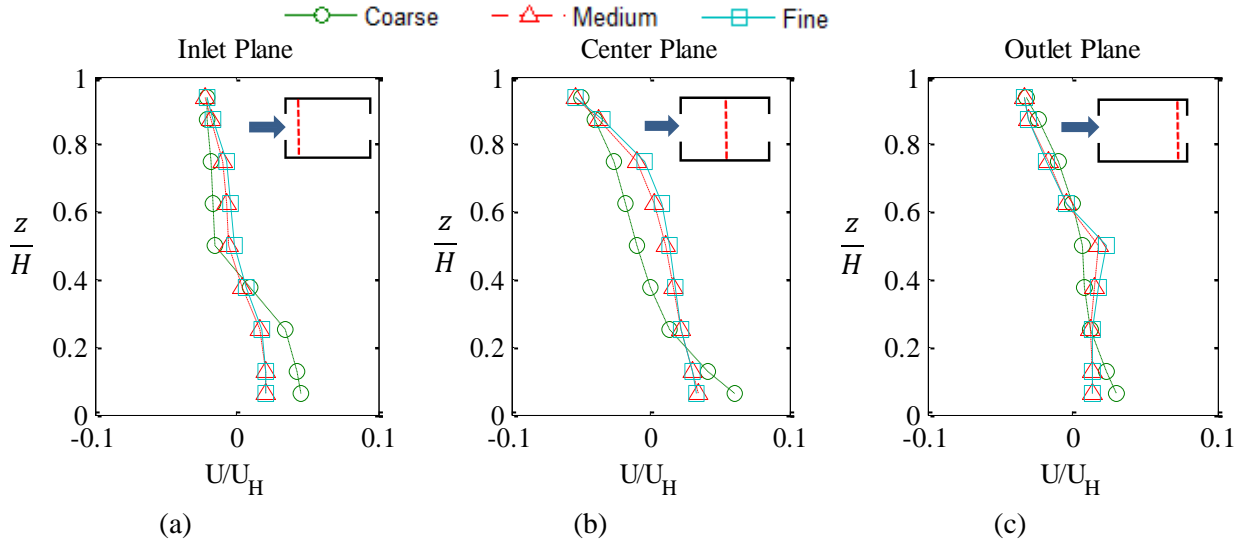 Coarse Medium Fine
Inlet Plane Center Plane Outlet Plane
1 1 1
0.8 0.8 0.8
0.6 0.6 0.6
z/H z/H z/H
0.4 0.4 0.4
0.2 0.2 0.2
0 0 0
-0.1 0 0.1 -0.1 0 0.1 -0.1 0 0.1
U/U_H U/U_H U/U_H
(a) (b) (c)